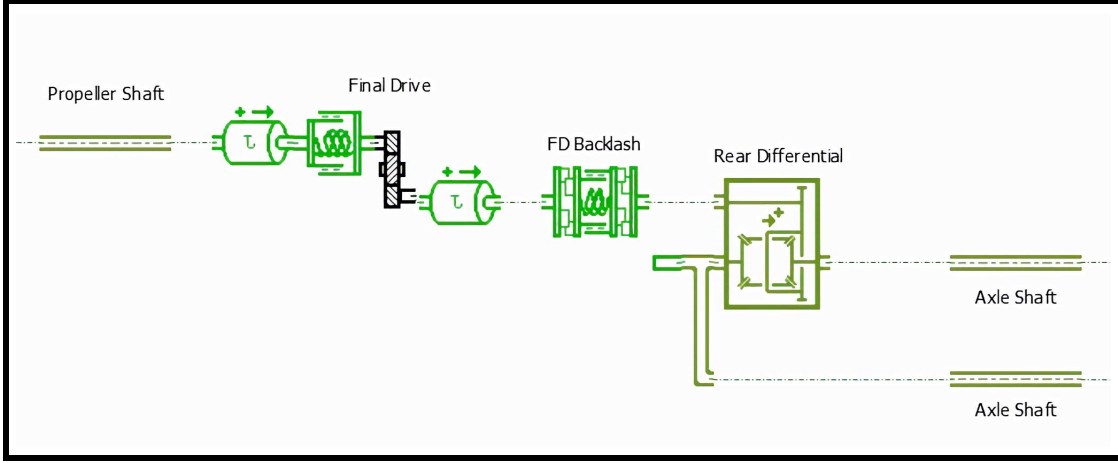 Final Drive
Propeller Shaft
FD Backlash
Rear Differential
Axle Shaft
Axle Shaft